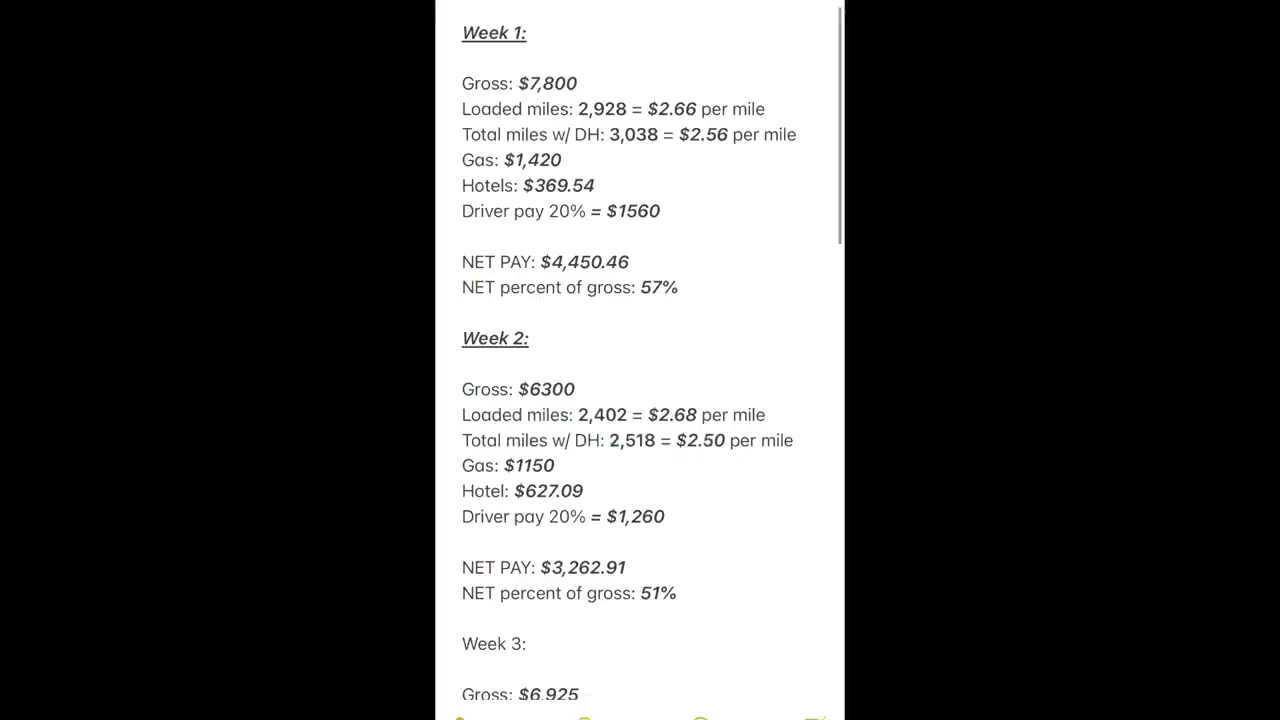 Week 1:
Gross: $7,800
Loaded miles: 2,928 = $2.66 per mile
Total miles w/ DH: 3,038 = $2.56 per mile
Gas: $1,420
Hotels: $369.54
Driver pay 20% = $1560
NET PAY: $4,450.46
NET percent of gross: 57%
Week 2:
Gross: $6300
Loaded miles: 2,402 = $2.68 per mile
Total miles w/ DH: 2,518 = $2.50 per mile
Gas: $1150
Hotel: $627.09
Driver pay 20% = $1,260
NET PAY: $3,262.91
NET percent of gross: 51%
Week 3:
Gross: $6,925